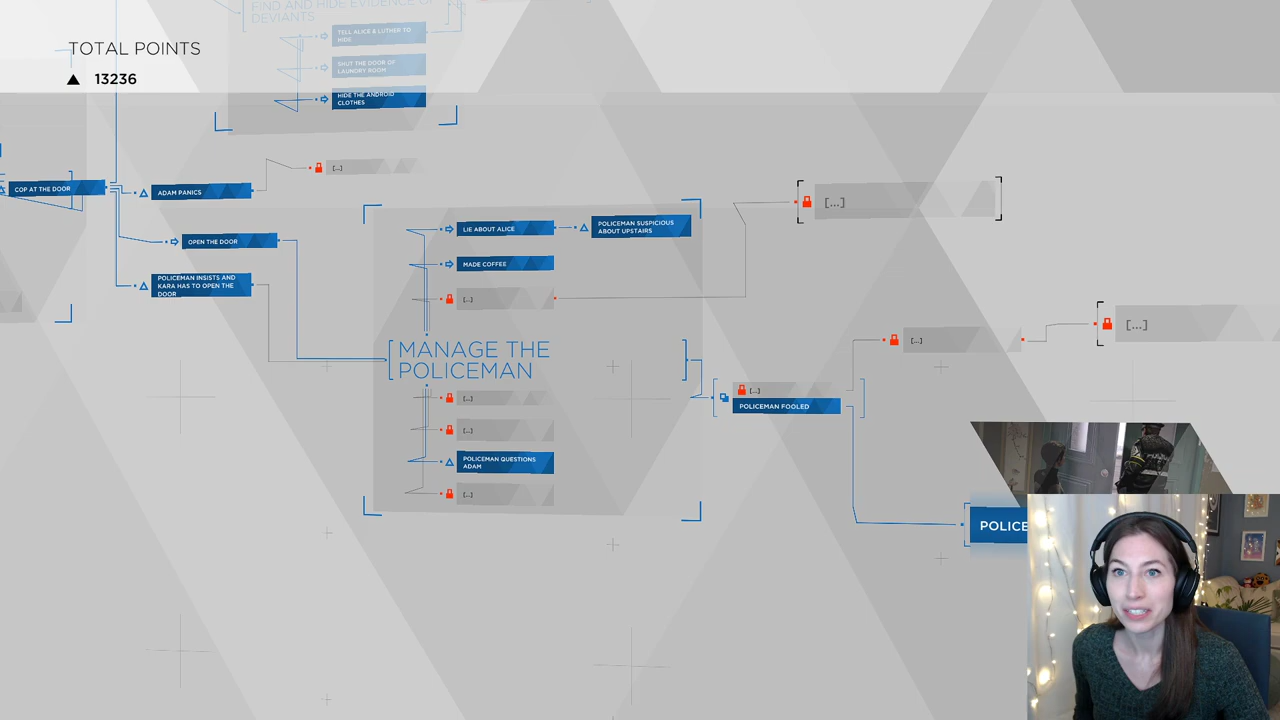 FIND AND HIDE EVIDENCE OF
DEVIANTS
TELL ALICE & LUTHER TO
HIDE
TOTAL POINTS
SHUT THE DOOR OF
LAUNDRY ROOM
13236
HIDE THE ANDROID
CLOTHES
[...]
COP AT THE DOOR
ADAM PANICS
[...]
LIE ABOUT ALICE
POLICEMAN SUSPICIOUS
ABOUT UPSTAIRS
OPEN THE DOOR
MADE COFFEE
POLICEMAN INSISTS AND
KARA HAS TO OPEN THE
DOOR
[...]
[...]
[...]
MANAGE THE
POLICEMAN
[...]
[...]
POLICEMAN FOOLED
[...]
POLICEMAN QUESTIONS
ADAM
[...]
POLICE